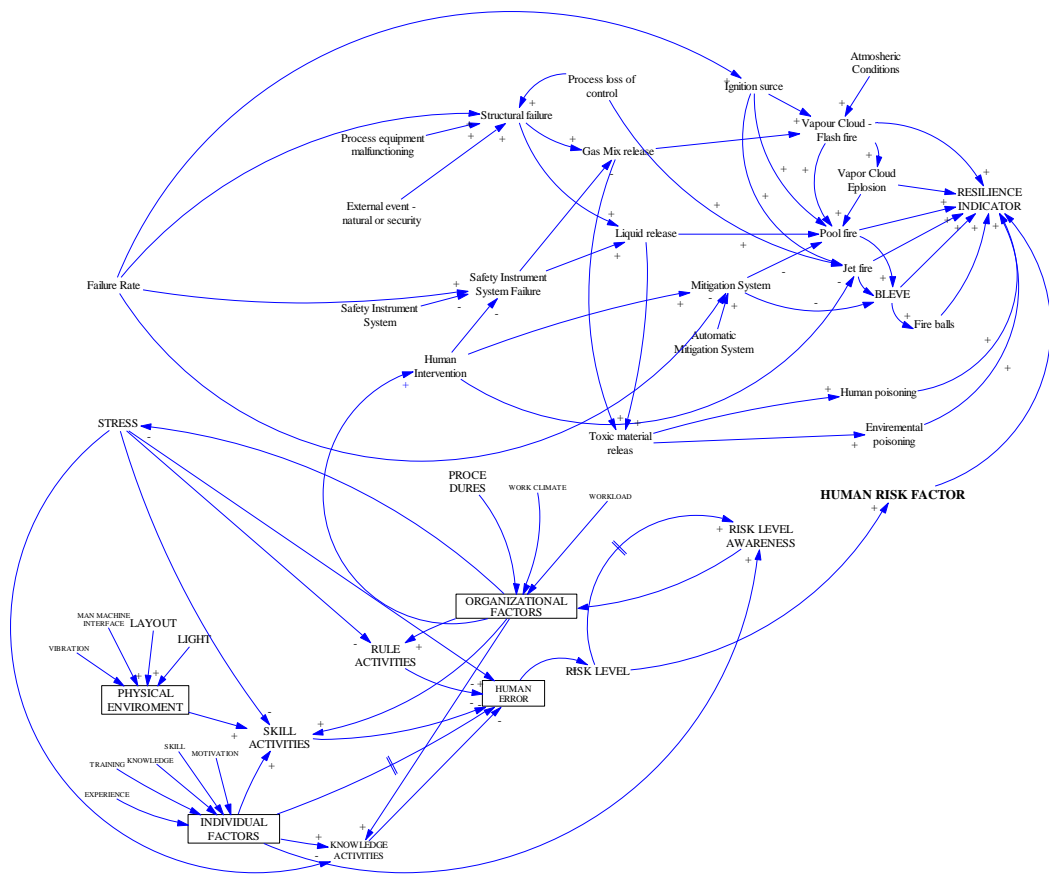 Atmosheric
Conditions
Process loss of
control
Ignition surce
Structural failure
Vapour Cloud -
Flash fire
Process equipment
malfunctioning
Gas Mix release
Vapor Cloud
Eplosion
RESILIENCE
INDICATOR
External event -
natural or security
Liquid release
Pool fire
Jet fire
Failure Rate
Safety Instrument
System Failure
Mitigation System
BLEVE
Safety Instrument
System
Fire balls
Automatic
Mitigation System
Human
Intervention
Human poisoning
STRESS
Enviremental
poisoning
Toxic material
releas
PROCE
DURES
WORK CLIMATE
WORKLOAD
HUMAN RISK FACTOR
RISK LEVEL
AWARENESS
ORGANIZATIONAL
FACTORS
MAN MACHINE
INTERFACE
LAYOUT
LIGHT
VIBRATION
RULE
ACTIVITIES
RISK LEVEL
PHYSICAL
ENVIROMENT
HUMAN
ERROR
SKILL
ACTIVITIES
SKILL
MOTIVATION
KNOWLEDGE
TRAINING
EXPERIENCE
INDIVIDUAL
FACTORS
KNOWLEDGE
ACTIVITIES